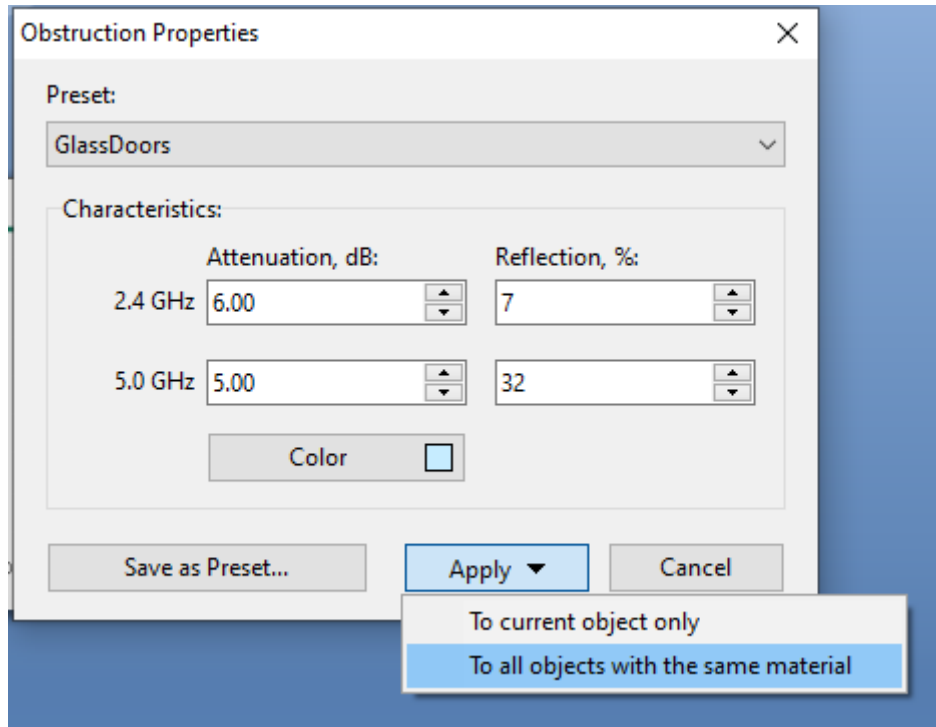 Obstruction Properties
Preset:
GlassDoors
Characteristics:
Attenuation, dB: Reflection, %:
2.4 GHz 6.00 7
5.0 GHz 5.00 32
Color
Save as Preset... Apply Cancel
To current object only
To all objects with the same material